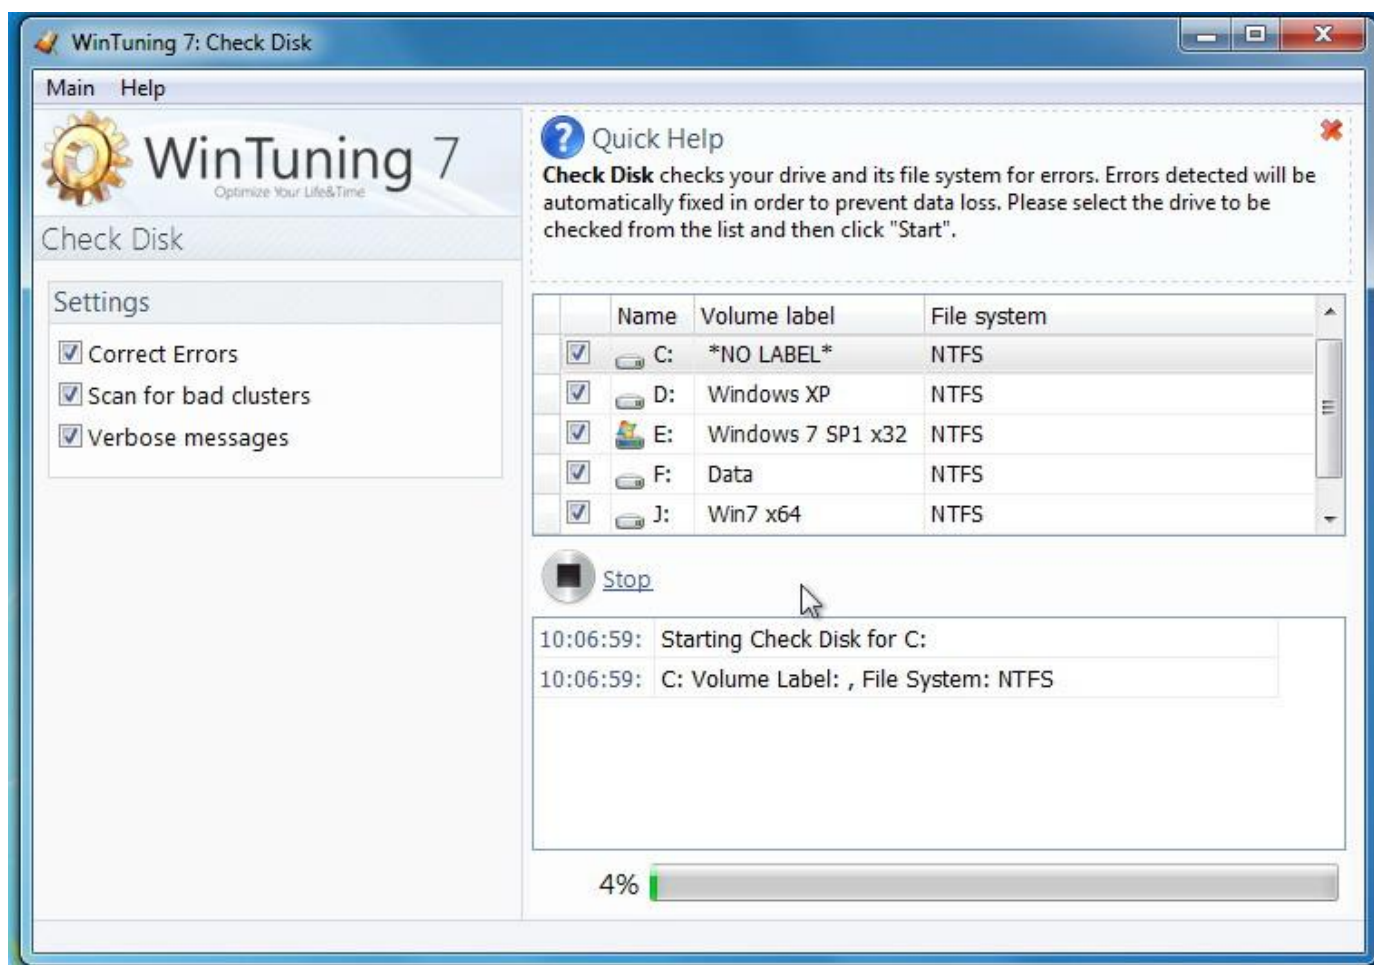 WinTuning 7: Check Disk
Main Help
WinTuning 7
Optimize Your Life&Time
Check Disk
Settings
Correct Errors
Scan for bad clusters
Verbose messages
Quick Help
Check Disk checks your drive and its file system for errors. Errors detected will be
automatically fixed in order to prevent data loss. Please select the drive to be
checked from the list and then click "Start".
Name Volume label File system
C: *NO LABEL* NTFS
D: Windows XP NTFS
E: Windows 7 SP1 x32 NTFS
F: Data NTFS
J: Win7 x64 NTFS
Stop
10:06:59: Starting Check Disk for C:
10:06:59: C: Volume Label: , File System: NTFS
4%